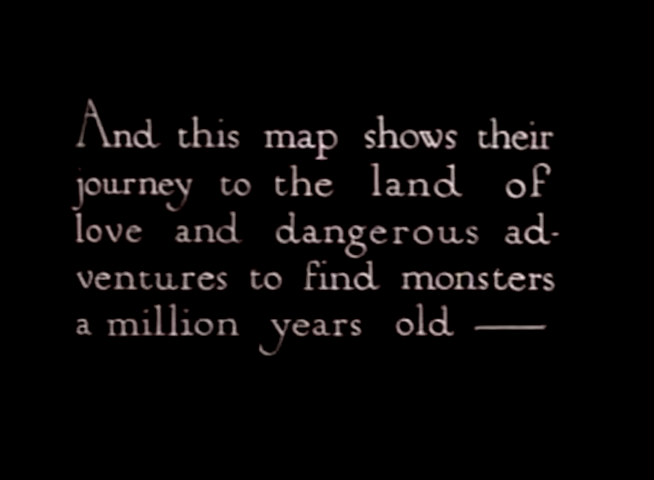 And this map shows their
journey to the land of
love and dangerous ad-
ventures to find monsters
a million years old —